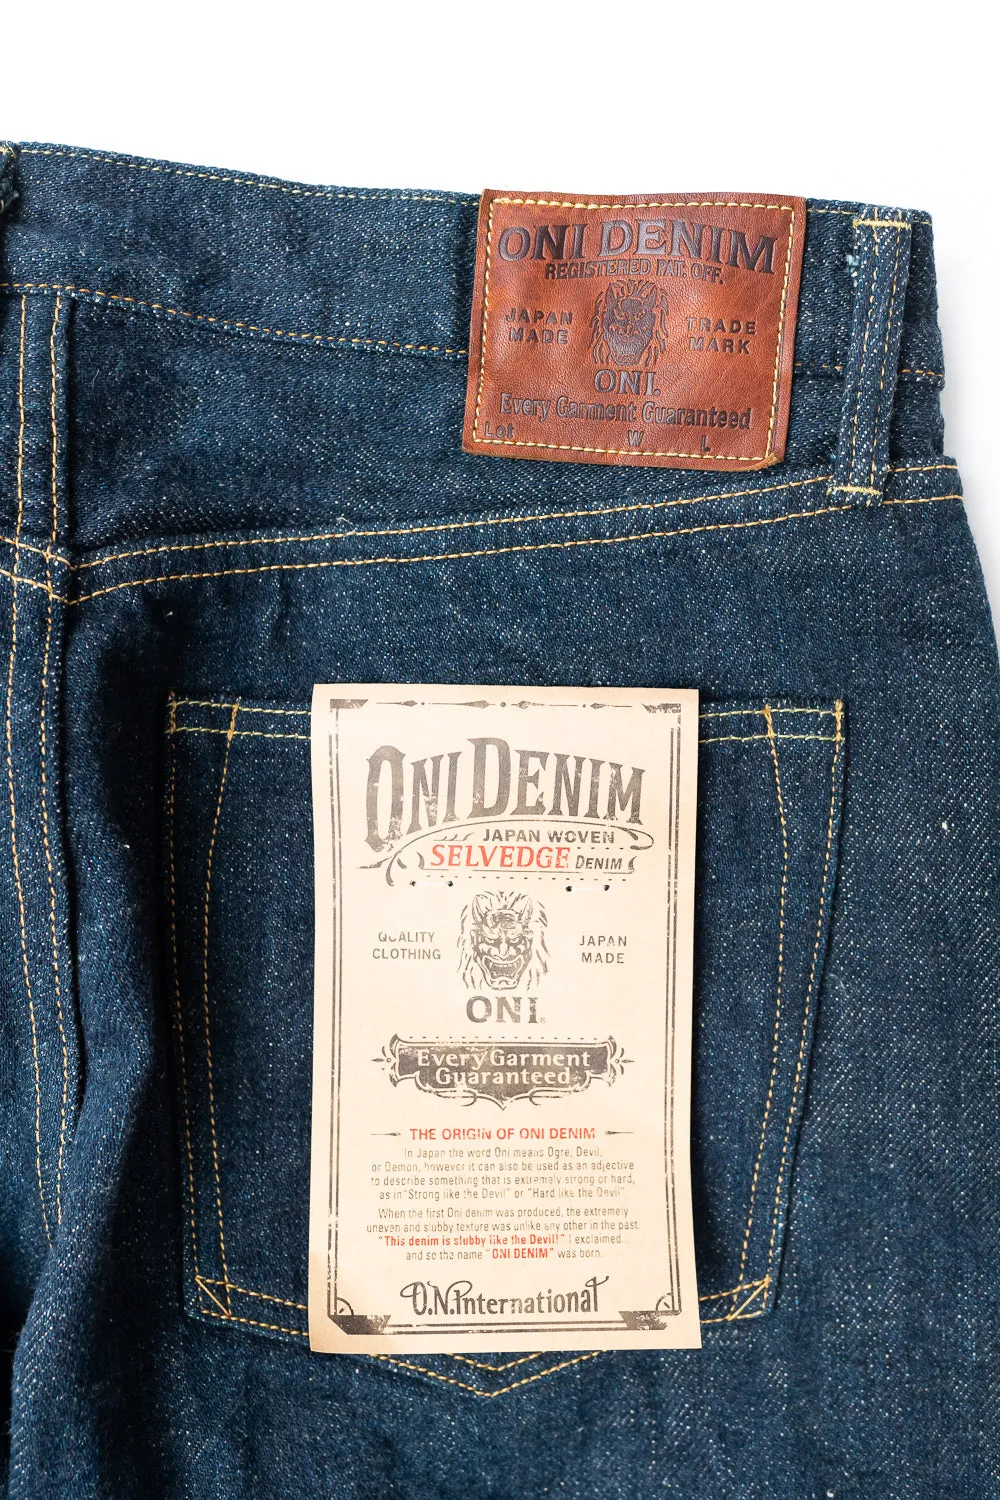 ONI DENIM
REGISTERED PAT. OFF.
JAPAN MADE
TRADE MARK
ONI.
Every Garment Guaranteed
Lot W L
ONI DENIM
JAPAN WOVEN
SELVEDGE DENIM
QUALITY CLOTHING
JAPAN MADE
ONI.
Every Garment
Guaranteed
THE ORIGIN OF ONI DENIM
In Japan the word Oni means Ogre, Devil,
or Demon, however it can also be used as an adjective
to describe something that is extremely strong or hard,
as in "Strong like the Devil" or "Hard like the Devil".
When the first Oni denim was produced, the extremely
uneven and slubby texture was unlike any other in the past.
"This denim is slubby like the Devil!" I exclaimed...
and so the name "ONI DENIM" was born.
O.N.International